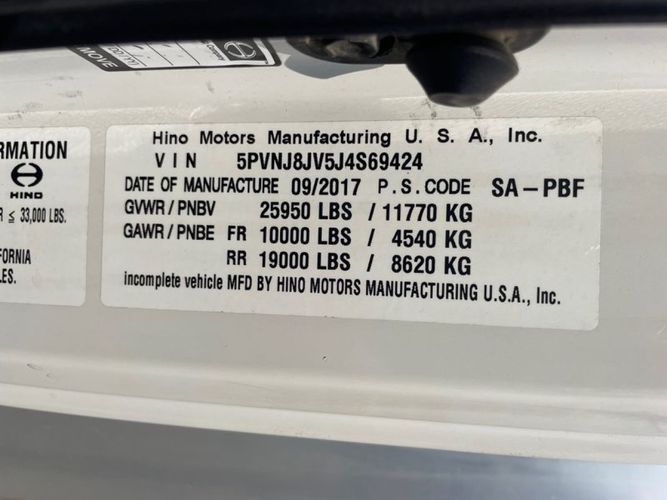 MOVE
Hino Motors Manufacturing U. S. A., Inc.
VIN 5PVNJ8JV5J4S69424
DATE OF MANUFACTURE 09/2017 P.S.CODE SA-PBF
GVWR/PNBV 25950 LBS / 11770 KG
GAWR/PNBE FR 10000 LBS / 4540 KG
RR 19000 LBS / 8620 KG
incomplete vehicle MFD BY HINO MOTORS MANUFACTURING U.S.A., Inc.
RMATION
HINO
R ≤ 33,000 LBS.
FORNIA
LES.